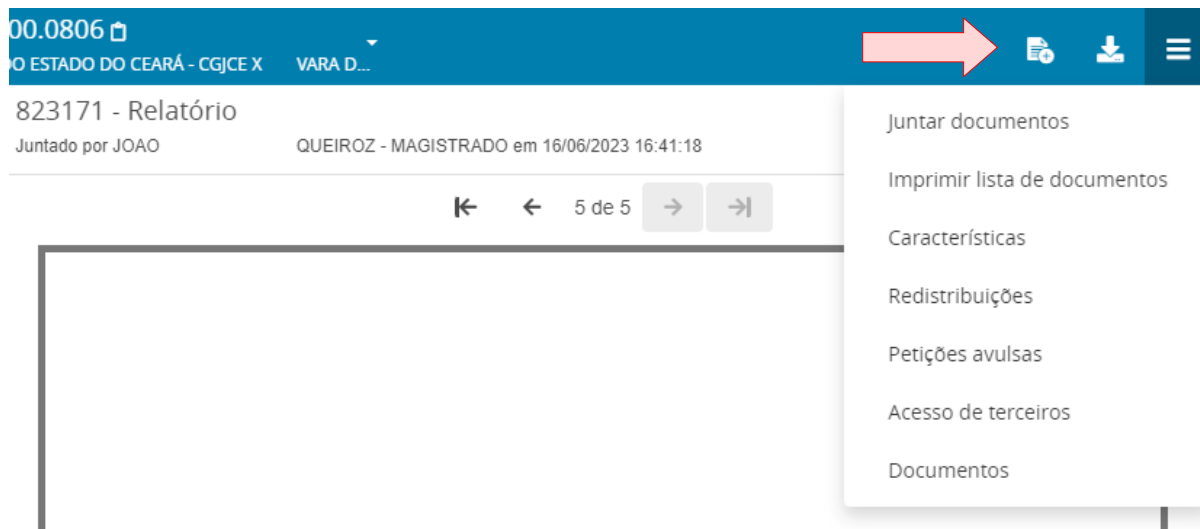 00.0806
O ESTADO DO CEARÁ - CGJCE X VARA D...
823171 - Relatório
Juntado por JOAO QUEIROZ - MAGISTRADO em 16/06/2023 16:41:18
5 de 5
Juntar documentos
Imprimir lista de documentos
Características
Redistribuições
Petições avulsas
Acesso de terceiros
Documentos